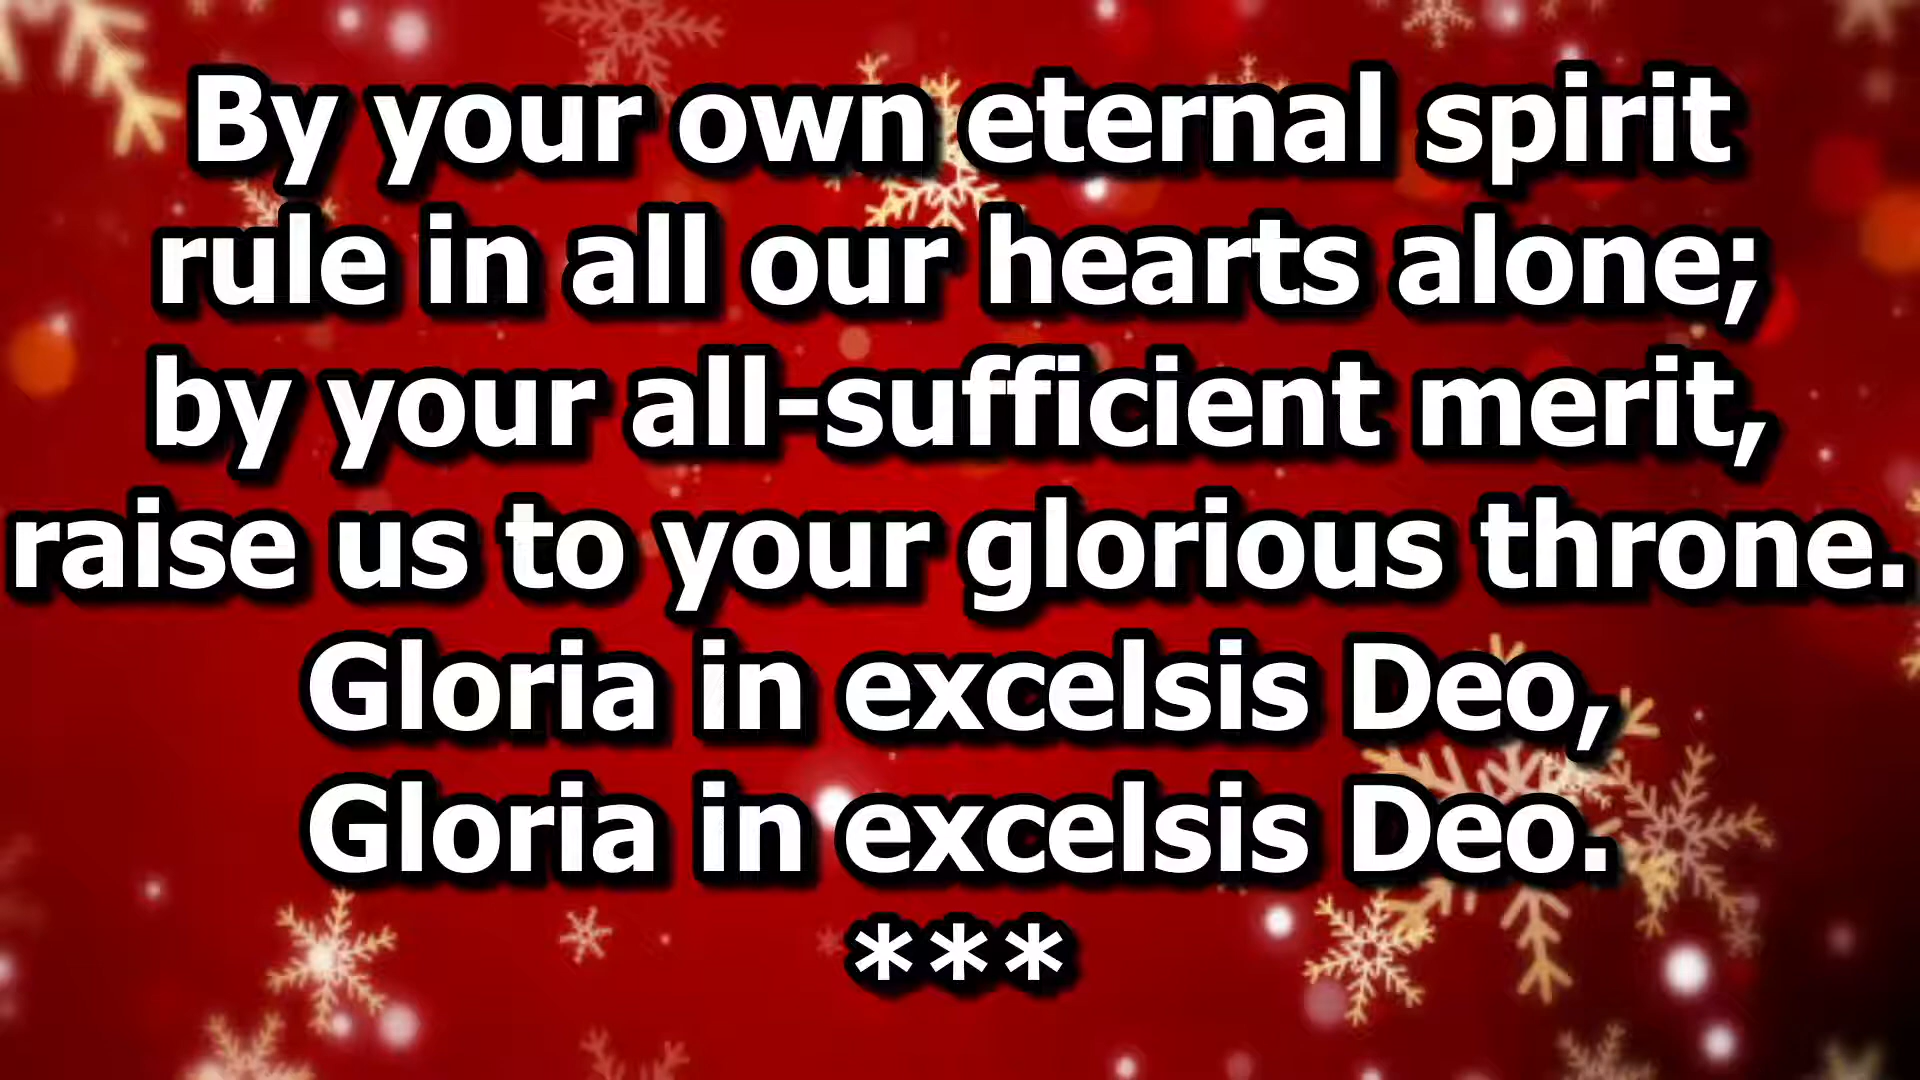 By your own eternal spirit
rule in all our hearts alone;
by your all-sufficient merit,
raise us to your glorious throne.
Gloria in excelsis Deo,
Gloria in excelsis Deo.
***